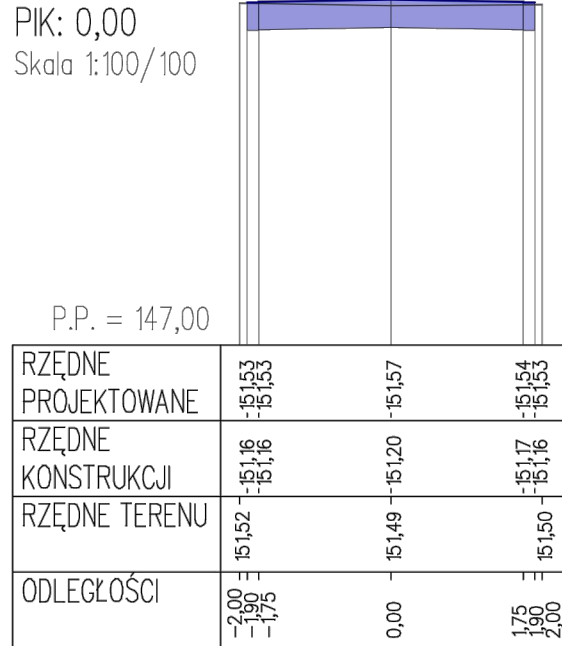 PIK: 0,00
Skala 1:100/100
P.P. = 147,00
RZĘDNE PROJEKTOWANE
151,53 151,53 151,57 151,54 151,53
RZĘDNE KONSTRUKCJI
151,16 151,16 151,20 151,17 151,16
RZĘDNE TERENU
151,52 151,49 151,50
ODLEGŁOŚCI
-2,00 -1,90 -1,75 0,00 1,75 1,90 2,00